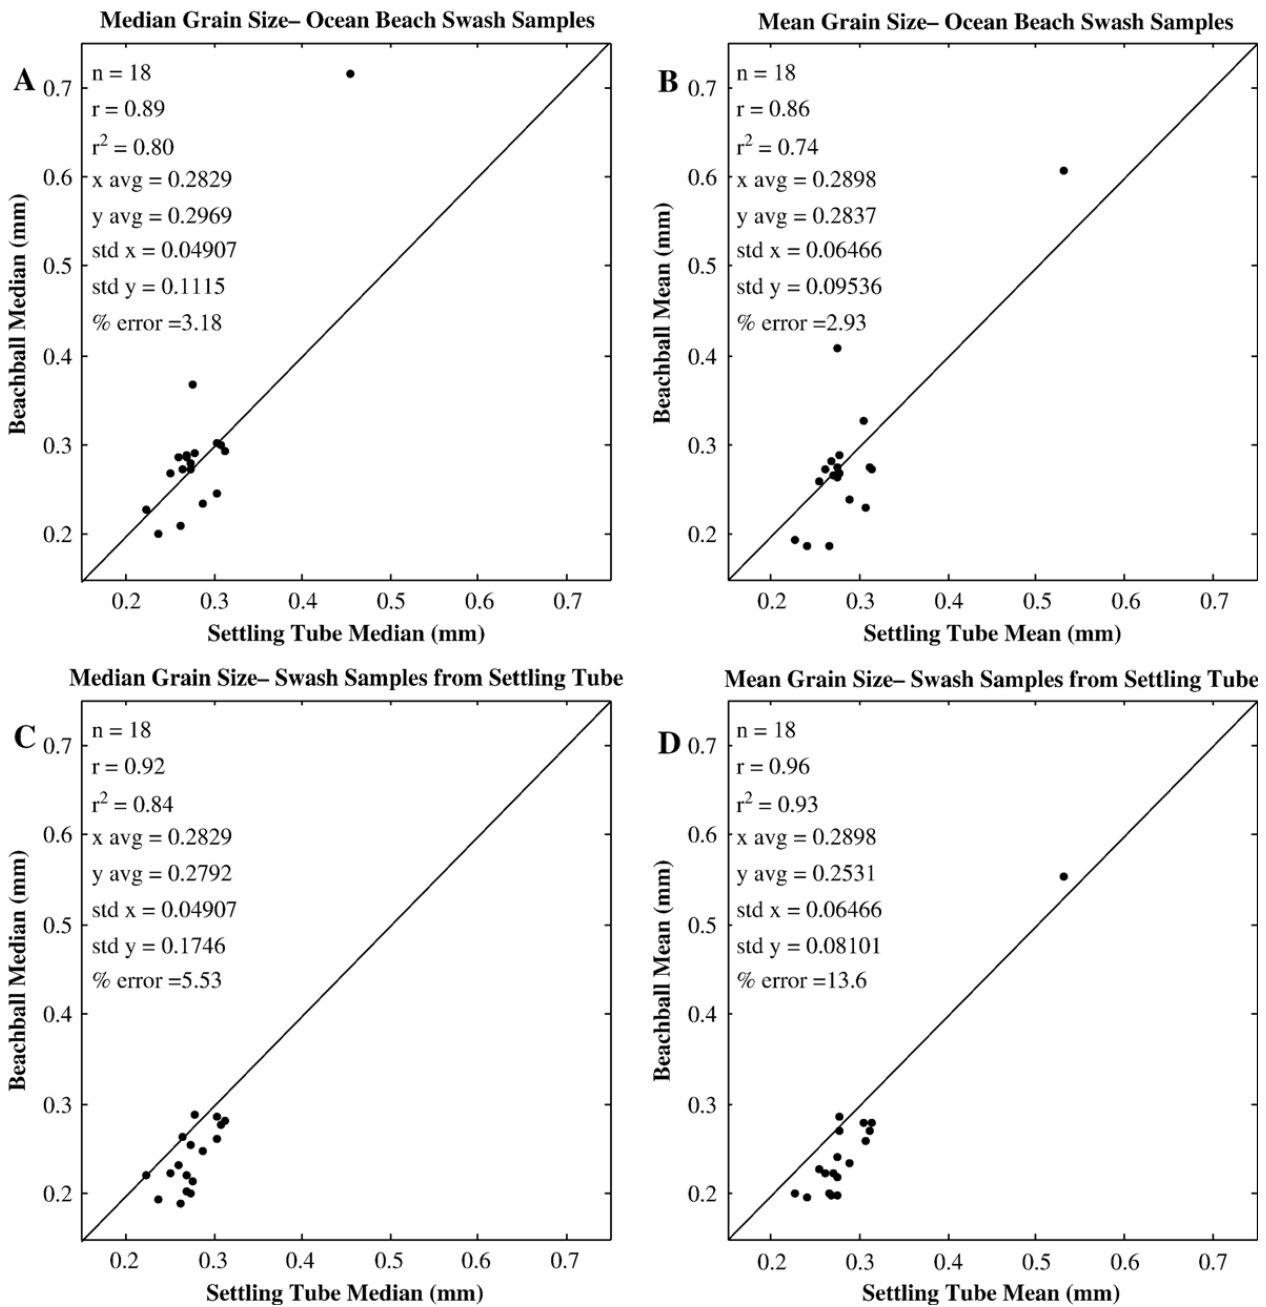 Median Grain Size– Ocean Beach Swash Samples
A
n = 18
r = 0.89
r² = 0.80
x avg = 0.2829
y avg = 0.2969
std x = 0.04907
std y = 0.1115
% error =3.18
0.7
0.6
0.5
0.4
0.3
0.2
Beachball Median (mm)
0.2 0.3 0.4 0.5 0.6 0.7
Settling Tube Median (mm)
Mean Grain Size– Ocean Beach Swash Samples
B
n = 18
r = 0.86
r² = 0.74
x avg = 0.2898
y avg = 0.2837
std x = 0.06466
std y = 0.09536
% error =2.93
0.7
0.6
0.5
0.4
0.3
0.2
Beachball Mean (mm)
0.2 0.3 0.4 0.5 0.6 0.7
Settling Tube Mean (mm)
Median Grain Size– Swash Samples from Settling Tube
C
n = 18
r = 0.92
r² = 0.84
x avg = 0.2829
y avg = 0.2792
std x = 0.04907
std y = 0.1746
% error =5.53
0.7
0.6
0.5
0.4
0.3
0.2
Beachball Median (mm)
0.2 0.3 0.4 0.5 0.6 0.7
Settling Tube Median (mm)
Mean Grain Size– Swash Samples from Settling Tube
D
n = 18
r = 0.96
r² = 0.93
x avg = 0.2898
y avg = 0.2531
std x = 0.06466
std y = 0.08101
% error =13.6
0.7
0.6
0.5
0.4
0.3
0.2
Beachball Mean (mm)
0.2 0.3 0.4 0.5 0.6 0.7
Settling Tube Mean (mm)